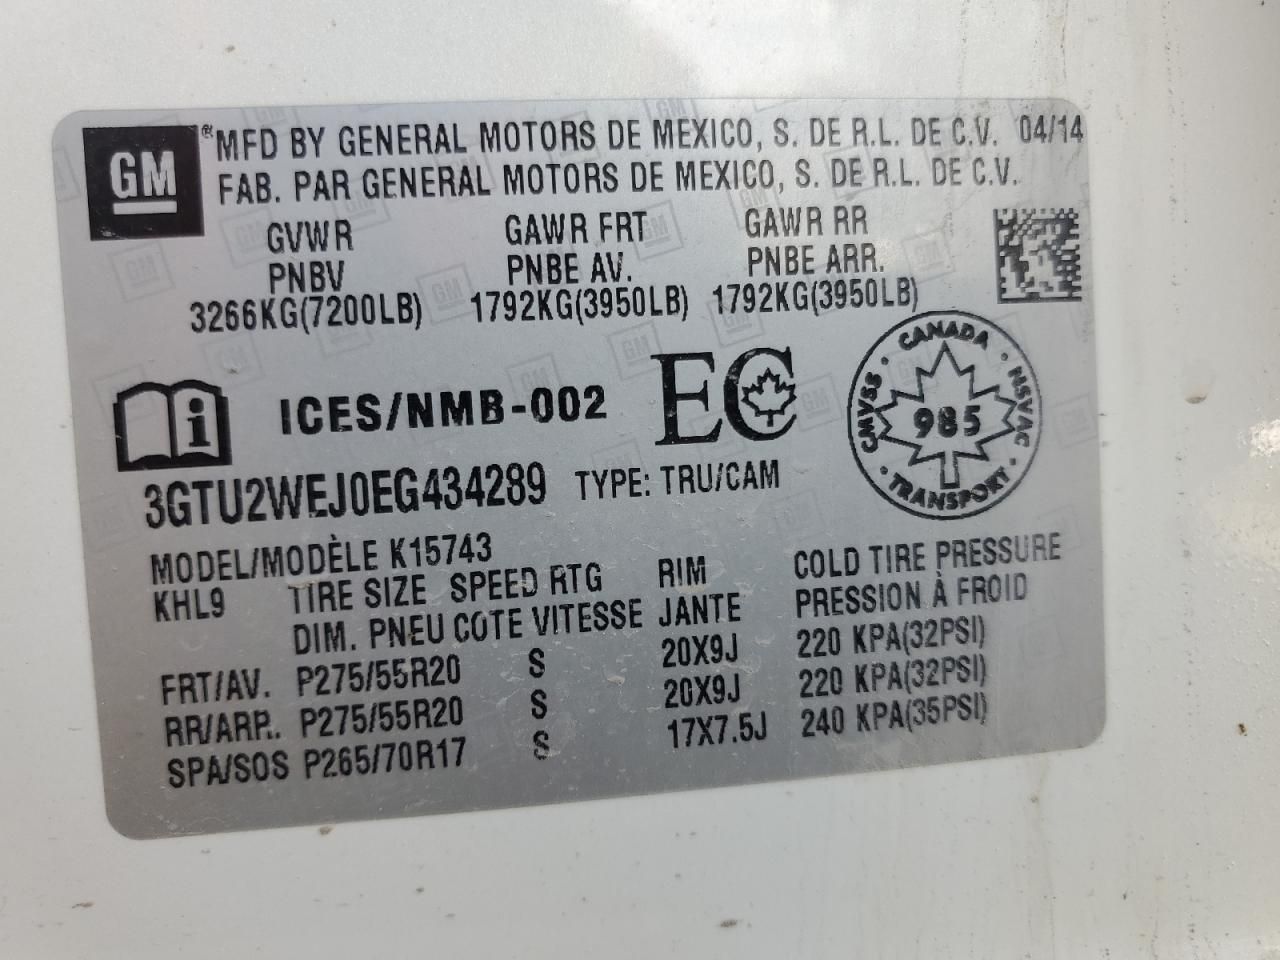 GM ® MFD BY GENERAL MOTORS DE MEXICO, S. DE R.L. DE C.V. 04/14
FAB. PAR GENERAL MOTORS DE MEXICO, S. DE R.L. DE C.V.
GVWR GAWR FRT GAWR RR
PNBV PNBE AV. PNBE ARR.
3266KG(7200LB) 1792KG(3950LB) 1792KG(3950LB)
i ICES/NMB-002 EC
CANADA
CMVSS 985 NSVAC
TRANSPORT
3GTU2WEJ0EG434289 TYPE: TRU/CAM
MODEL/MODÈLE K15743
KHL9 TIRE SIZE SPEED RTG RIM COLD TIRE PRESSURE
DIM. PNEU COTE VITESSE JANTE PRESSION À FROID
FRT/AV. P275/55R20 S 20X9J 220 KPA(32PSI)
RR/ARR. P275/55R20 S 20X9J 220 KPA(32PSI)
SPA/SOS P265/70R17 S 17X7.5J 240 KPA(35PSI)